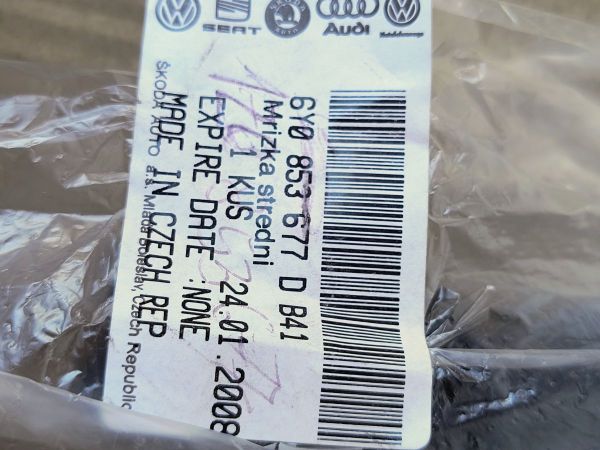 SEAT Audi
6Y0 853 677 D B41
Mrizka stredni
1 KUS 24.01.2008
EXPIRE DATE :NONE
MADE IN CZECH REP
ŠKODA AUTO a.s. Mladá Boleslav, Czech Republic